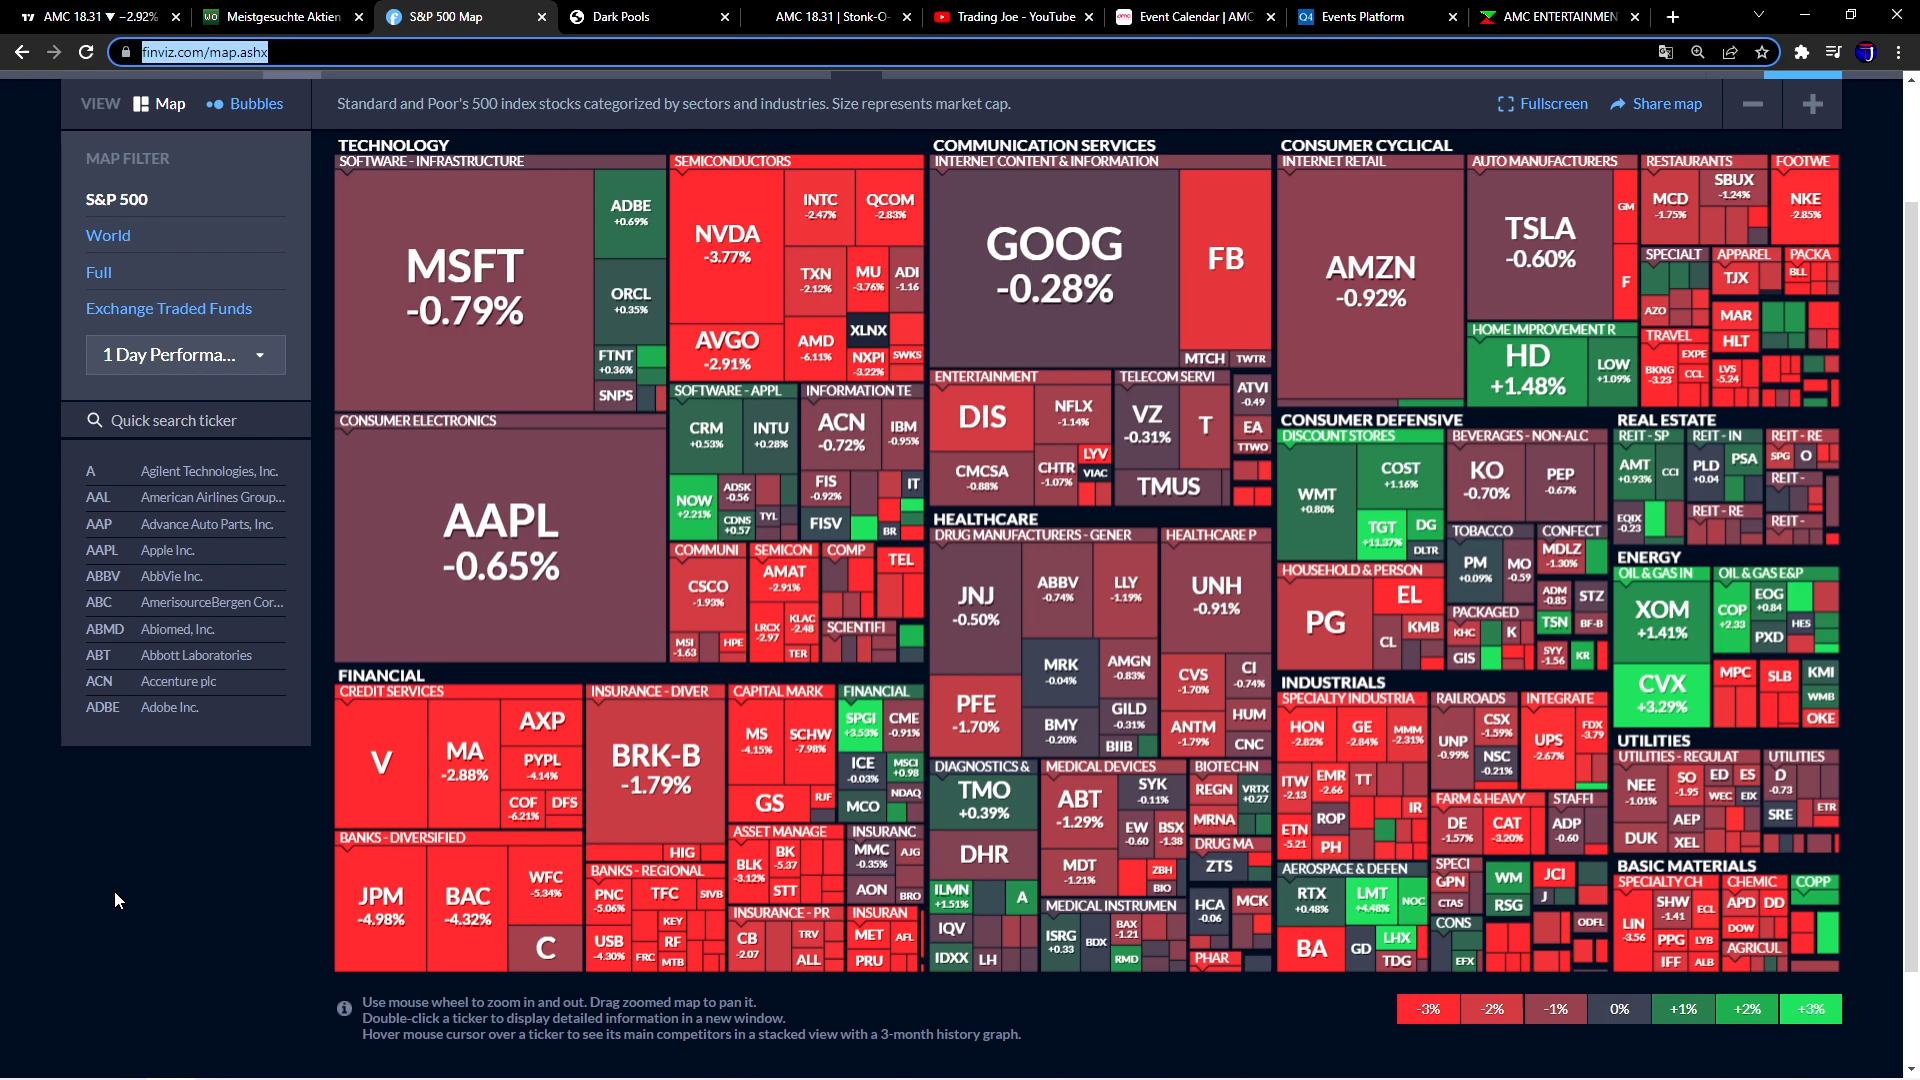 AMC 18.31 ▼ −2.92%
Meistgesuchte Aktien
S&P 500 Map
Dark Pools
AMC 18.31 | Stonk-O-
Trading Joe - YouTube
Event Calendar | AMC
Events Platform
AMC ENTERTAINMEN
finviz.com/map.ashx
VIEW
Map
Bubbles
Standard and Poor's 500 index stocks categorized by sectors and industries. Size represents market cap.
Fullscreen
Share map
MAP FILTER
S&P 500
World
Full
Exchange Traded Funds
1 Day Performa...
Quick search ticker
A Agilent Technologies, Inc.
AAL American Airlines Group...
AAP Advance Auto Parts, Inc.
AAPL Apple Inc.
ABBV AbbVie Inc.
ABC AmerisourceBergen Cor...
ABMD Abiomed, Inc.
ABT Abbott Laboratories
ACN Accenture plc
ADBE Adobe Inc.
TECHNOLOGY
SOFTWARE - INFRASTRUCTURE
MSFT
-0.79%
ADBE
+0.69%
ORCL
+0.35%
FTNT
+0.36%
SNPS
SEMICONDUCTORS
NVDA
-3.77%
AVGO
-2.91%
INTC
-2.47%
QCOM
-2.83%
TXN
-2.12%
MU
-3.76%
ADI
-1.16
AMD
-6.11%
XLNX
NXPI
-3.22%
SWKS
CONSUMER ELECTRONICS
AAPL
-0.65%
SOFTWARE - APPL
CRM
+0.53%
INTU
+0.28%
NOW
+2.21%
ADSK
-0.56
CDNS
+0.57
TYL
INFORMATION TE
ACN
-0.72%
IBM
-0.95%
FIS
-0.92%
IT
FISV
BR
COMMUNI
CSCO
-1.93%
MSI
-1.63
HPE
SEMICON
AMAT
-2.91%
LRCX
-2.97
KLAC
-2.48
TER
COMP
TEL
SCIENTIFI
COMMUNICATION SERVICES
INTERNET CONTENT & INFORMATION
GOOG
-0.28%
FB
MTCH
TWTR
ENTERTAINMENT
DIS
NFLX
-1.14%
CMCSA
-0.88%
CHTR
-1.07%
LYV
VIAC
TELECOM SERVI
VZ
-0.31%
T
TMUS
ATVI
-0.49
EA
TTWO
CONSUMER CYCLICAL
INTERNET RETAIL
AMZN
-0.92%
AUTO MANUFACTURERS
TSLA
-0.60%
GM
F
HOME IMPROVEMENT R
HD
+1.48%
LOW
+1.09%
RESTAURANTS
MCD
-1.75%
SBUX
-1.24%
FOOTWE
NKE
-2.85%
SPECIALT
AZO
APPAREL
TJX
PACKA
BLL
TRAVEL
BKNG
-3.23
EXPE
CCL
MAR
HLT
LVS
-5.24
HEALTHCARE
DRUG MANUFACTURERS - GENER
JNJ
-0.50%
ABBV
-0.74%
LLY
-1.19%
PFE
-1.70%
MRK
-0.04%
AMGN
-0.83%
BMY
-0.20%
GILD
-0.31%
BIIB
HEALTHCARE P
UNH
-0.91%
CVS
-1.70%
CI
-0.74%
ANTM
-1.79%
HUM
CNC
DIAGNOSTICS &
TMO
+0.39%
DHR
ILMN
+1.51%
A
IQV
IDXX
LH
MEDICAL DEVICES
ABT
-1.29%
SYK
-0.11%
EW
-0.60
BSX
-1.38
MDT
-1.21%
ZBH
BIO
MEDICAL INSTRUMEN
ISRG
+0.33
BDX
BAX
-1.21
RMD
BIOTECHN
REGN
VRTX
+0.27
MRNA
DRUG MA
ZTS
HCA
-0.06
MCK
PHAR
CONSUMER DEFENSIVE
DISCOUNT STORES
WMT
+0.80%
COST
+1.16%
TGT
+11.37%
DG
DLTR
BEVERAGES - NON-ALC
KO
-0.70%
PEP
-0.67%
HOUSEHOLD & PERSON
PG
EL
CL
KMB
TOBACCO
PM
+0.09%
MO
-0.59
CONFECT
MDLZ
-1.30%
PACKAGED
KHC
K
GIS
ADM
-0.85
STZ
TSN
BF-B
SYY
-1.56
KR
REAL ESTATE
REIT - SP
AMT
+0.93%
CCI
EQIX
-0.23
REIT - IN
PLD
+0.04
PSA
REIT - RE
SPG
O
REIT -
REIT - RE
REIT -
ENERGY
OIL & GAS IN
XOM
+1.41%
CVX
+3.29%
OIL & GAS E&P
COP
+2.33
EOG
+0.84
PXD
HES
MPC
SLB
KMI
WMB
OKE
FINANCIAL
CREDIT SERVICES
V
MA
-2.88%
AXP
PYPL
-4.14%
COF
-6.21%
DFS
BANKS - DIVERSIFIED
JPM
-4.98%
BAC
-4.32%
WFC
-5.34%
C
INSURANCE - DIVER
BRK-B
-1.79%
HIG
BANKS - REGIONAL
PNC
-5.06%
TFC
SIVB
USB
-4.30%
KEY
RF
FRC
MTB
CAPITAL MARK
MS
-4.15%
SCHW
-7.98%
GS
RJF
FINANCIAL
SPGI
+3.53%
CME
-0.91%
ICE
-0.03%
MSCI
+0.98
MCO
NDAQ
ASSET MANAGE
BLK
-3.12%
BK
-5.37
STT
INSURANC
MMC
-0.35%
AJG
AON
BRO
INSURANCE - PR
CB
-2.07
TRV
ALL
INSURAN
MET
AFL
PRU
INDUSTRIALS
SPECIALTY INDUSTRIA
HON
-2.82%
GE
-2.84%
MMM
-2.31%
ITW
-2.13
EMR
-2.66
TT
ETN
-5.21
ROP
IR
PH
RAILROADS
UNP
-0.99%
CSX
-1.59%
NSC
-0.21%
INTEGRATE
UPS
-2.67%
FDX
-3.79
FARM & HEAVY
DE
-1.57%
CAT
-3.20%
STAFFI
ADP
-0.60
AEROSPACE & DEFEN
RTX
+0.48%
LMT
+4.48%
NOC
BA
GD
LHX
TDG
SPECI
GPN
CTAS
WM
RSG
JCI
J
CONS
EFX
ODFL
UTILITIES
UTILITIES - REGULAT
NEE
-1.01%
SO
-1.95
ED
ES
WEC
EIX
DUK
AEP
XEL
UTILITIES
D
-0.73
SRE
ETR
BASIC MATERIALS
SPECIALTY CH
LIN
-3.56
SHW
-1.41
ECL
PPG
LYB
IFF
ALB
CHEMIC
APD
DD
DOW
AGRICUL
COPP
Use mouse wheel to zoom in and out. Drag zoomed map to pan it.
Double-click a ticker to display detailed information in a new window.
Hover mouse cursor over a ticker to see its main competitors in a stacked view with a 3-month history graph.
-3% -2% -1% 0% +1% +2% +3%